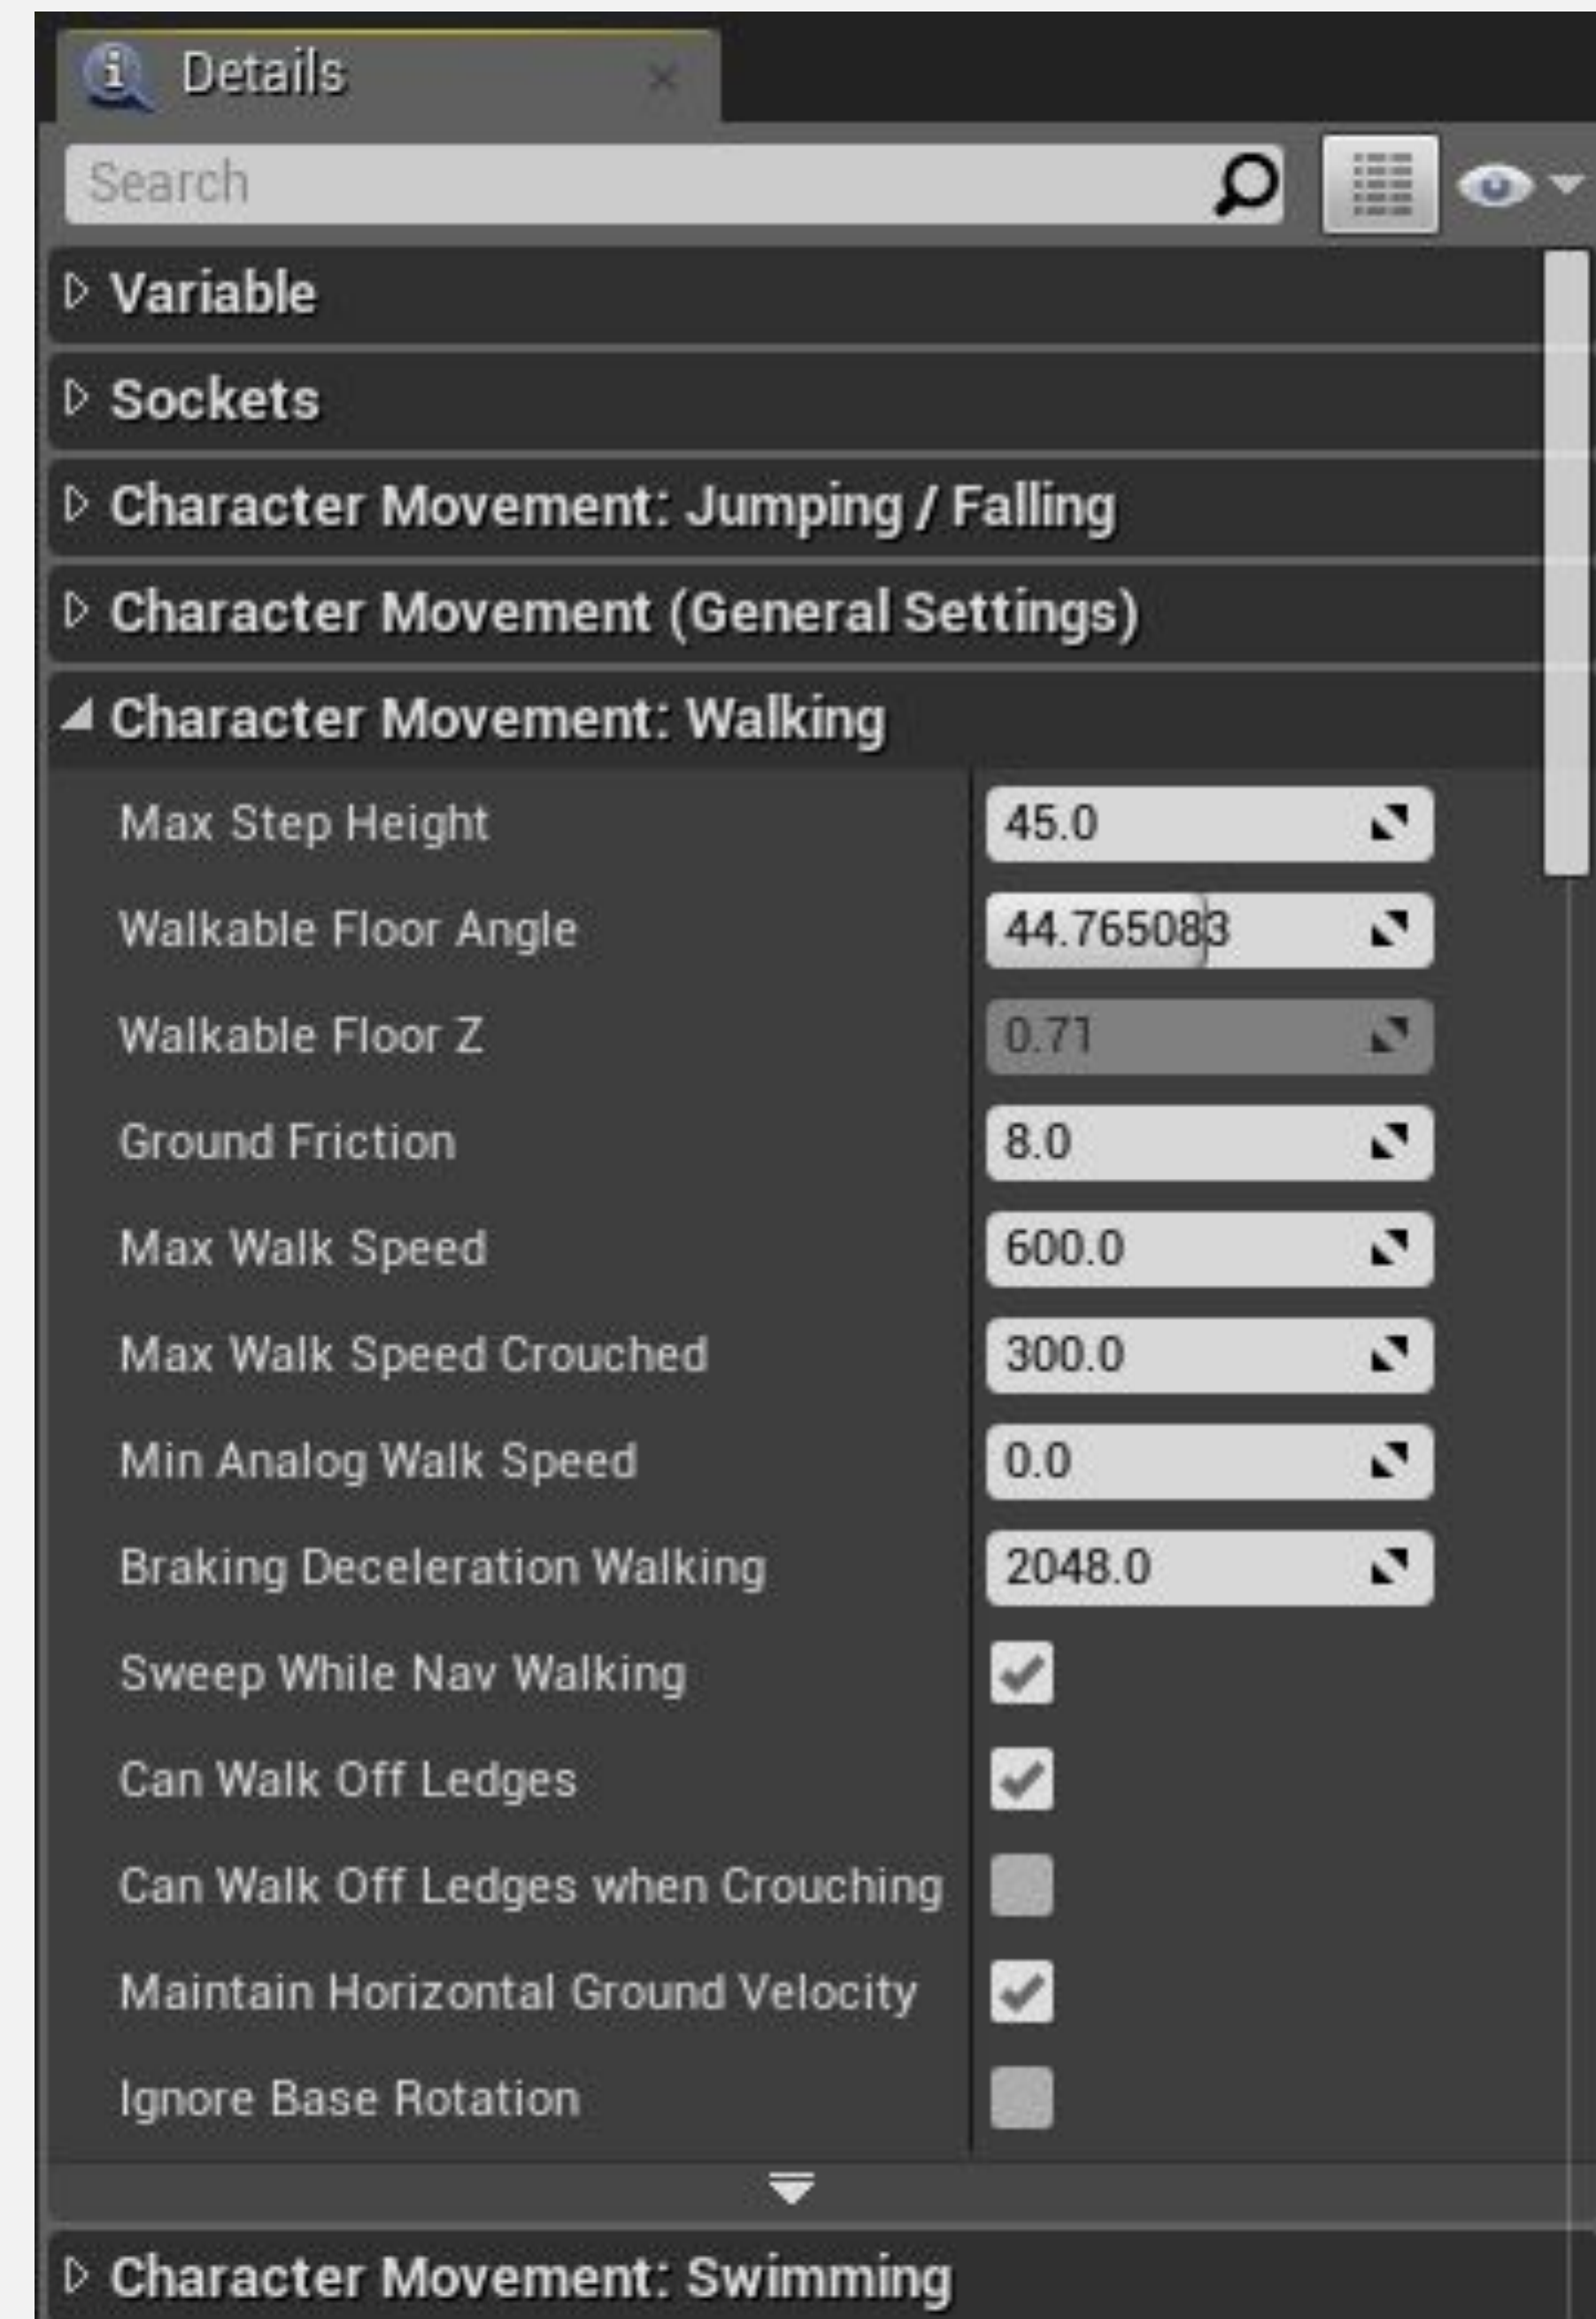 Details
Search
Variable
Sockets
Character Movement: Jumping / Falling
Character Movement (General Settings)
Character Movement: Walking
Max Step Height 45.0
Walkable Floor Angle 44.765083
Walkable Floor Z 0.71
Ground Friction 8.0
Max Walk Speed 600.0
Max Walk Speed Crouched 300.0
Min Analog Walk Speed 0.0
Braking Deceleration Walking 2048.0
Sweep While Nav Walking
Can Walk Off Ledges
Can Walk Off Ledges when Crouching
Maintain Horizontal Ground Velocity
Ignore Base Rotation
Character Movement: Swimming